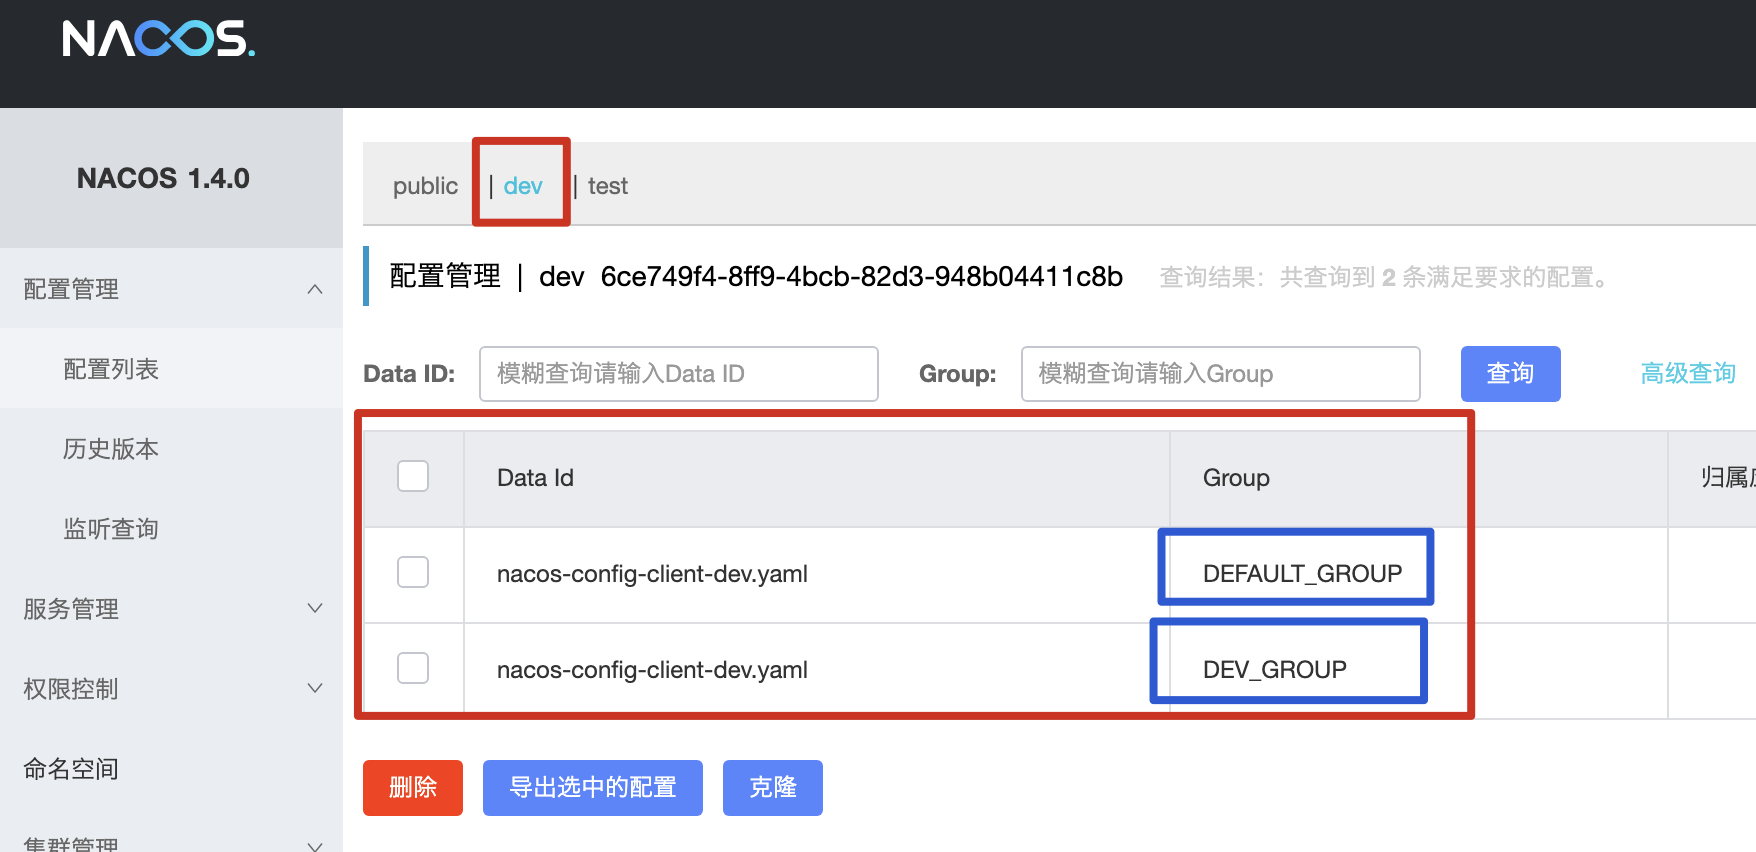 NACOS.
NACOS 1.4.0
配置管理
配置列表
历史版本
监听查询
服务管理
权限控制
命名空间
集群管理
public | dev | test
配置管理 | dev 6ce749f4-8ff9-4bcb-82d3-948b04411c8b 查询结果：共查询到 2 条满足要求的配置。
Data ID: 模糊查询请输入Data ID Group: 模糊查询请输入Group 查询 高级查询
Data Id Group 归属
nacos-config-client-dev.yaml DEFAULT_GROUP
nacos-config-client-dev.yaml DEV_GROUP
删除 导出选中的配置 克隆